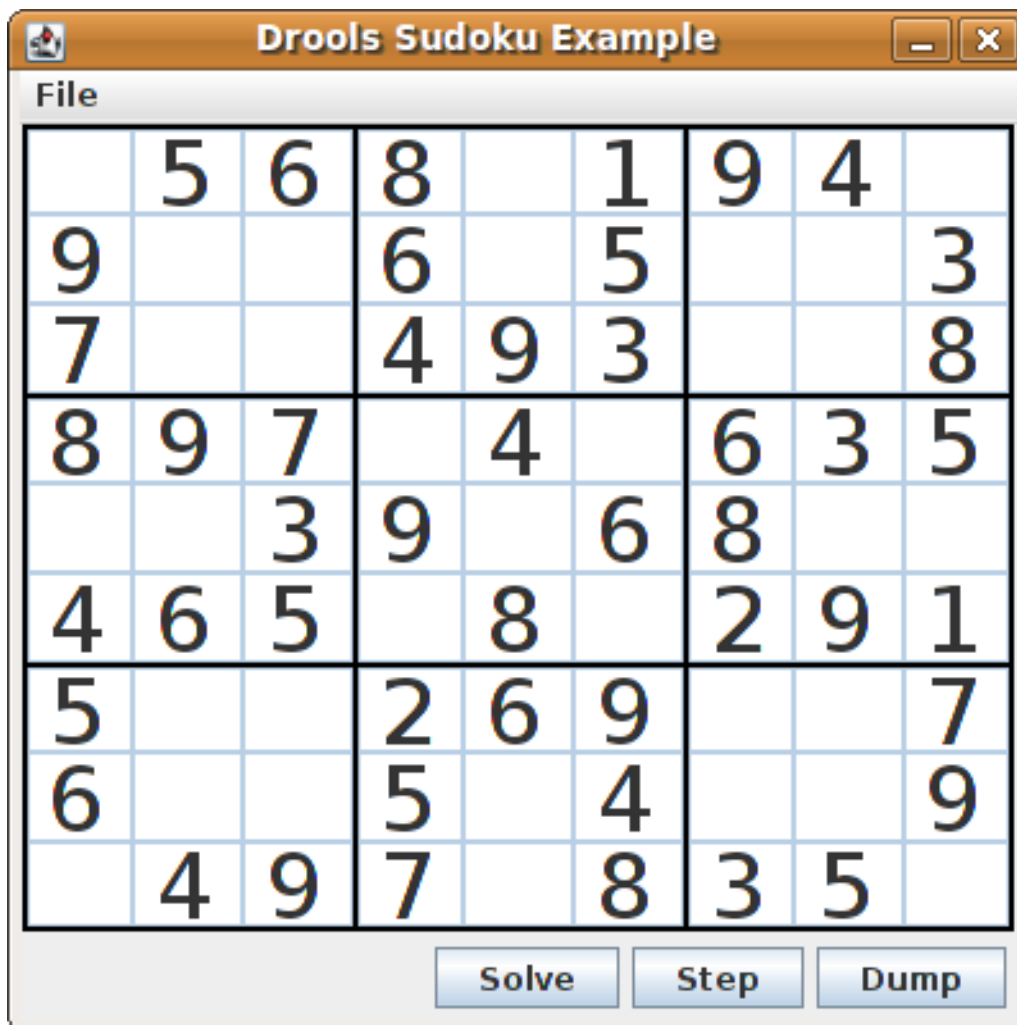 Drools Sudoku Example
File
5 6 8 1 9 4
9 6 5 3
7 4 9 3 8
8 9 7 4 6 3 5
3 9 6 8
4 6 5 8 2 9 1
5 2 6 9 7
6 5 4 9
4 9 7 8 3 5
Solve Step Dump